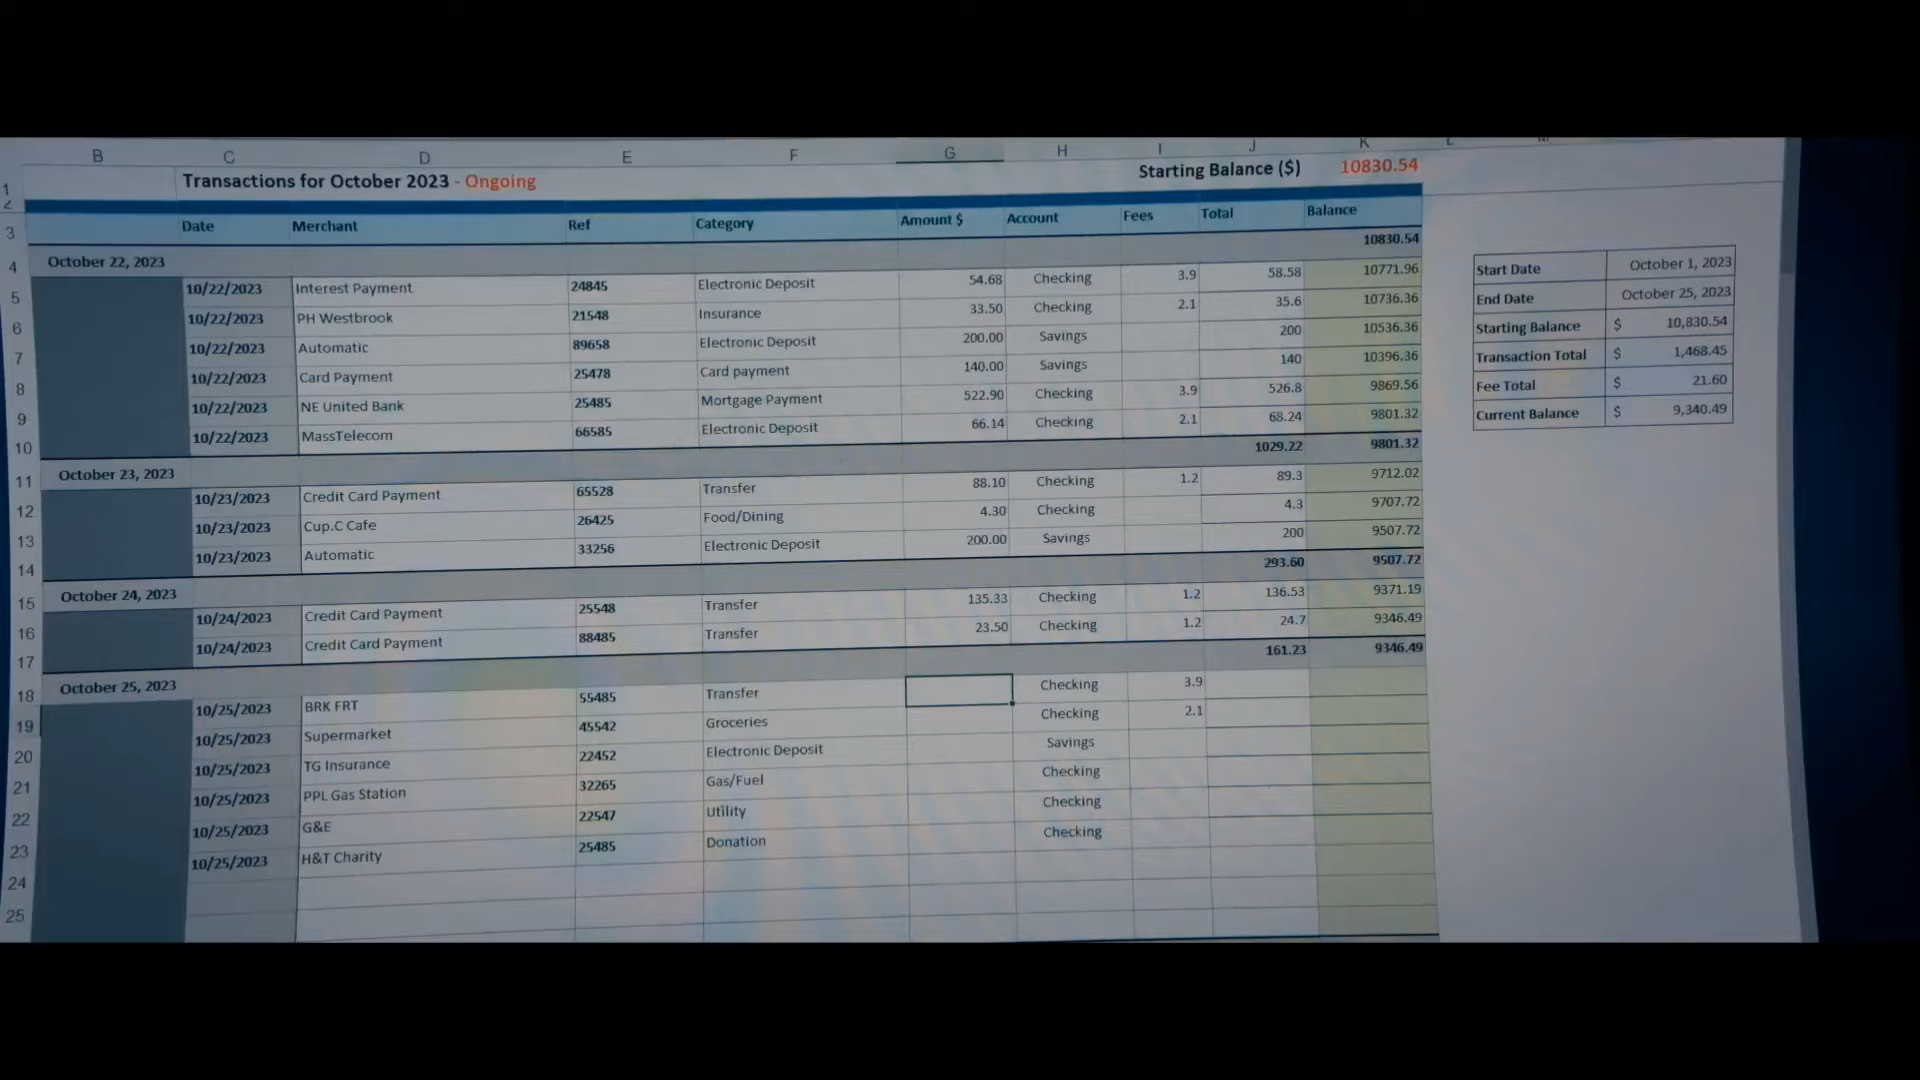 B C D E F G H I J K L M
1 Transactions for October 2023 - Ongoing Starting Balance ($) 10830.54
2
3 Date Merchant Ref Category Amount $ Account Fees Total Balance
4 October 22, 2023 10830.54
5 10/22/2023 Interest Payment 24845 Electronic Deposit 54.68 Checking 3.9 58.58 10771.96
6 10/22/2023 PH Westbrook 21548 Insurance 33.50 Checking 2.1 35.6 10736.36
7 10/22/2023 Automatic 89658 Electronic Deposit 200.00 Savings 200 10536.36
8 10/22/2023 Card Payment 25478 Card payment 140.00 Savings 140 10396.36
9 10/22/2023 NE United Bank 25485 Mortgage Payment 522.90 Checking 3.9 526.8 9869.56
10 10/22/2023 MassTelecom 66585 Electronic Deposit 66.14 Checking 2.1 68.24 9801.32
11 October 23, 2023 1029.22 9801.32
12 10/23/2023 Credit Card Payment 65528 Transfer 88.10 Checking 1.2 89.3 9712.02
13 10/23/2023 Cup.C Cafe 26425 Food/Dining 4.30 Checking 4.3 9707.72
14 10/23/2023 Automatic 33256 Electronic Deposit 200.00 Savings 200 9507.72
15 October 24, 2023 293.60 9507.72
16 10/24/2023 Credit Card Payment 25548 Transfer 135.33 Checking 1.2 136.53 9371.19
17 10/24/2023 Credit Card Payment 88485 Transfer 23.50 Checking 1.2 24.7 9346.49
18 October 25, 2023 161.23 9346.49
19 10/25/2023 BRK FRT 55485 Transfer Checking 3.9
20 10/25/2023 Supermarket 45542 Groceries Checking 2.1
21 10/25/2023 TG Insurance 22452 Electronic Deposit Savings
22 10/25/2023 PPL Gas Station 32265 Gas/Fuel Checking
23 10/25/2023 G&E 22547 Utility Checking
24 10/25/2023 H&T Charity 25485 Donation Checking
25
Start Date October 1, 2023
End Date October 25, 2023
Starting Balance $ 10,830.54
Transaction Total $ 1,468.45
Fee Total $ 21.60
Current Balance $ 9,340.49